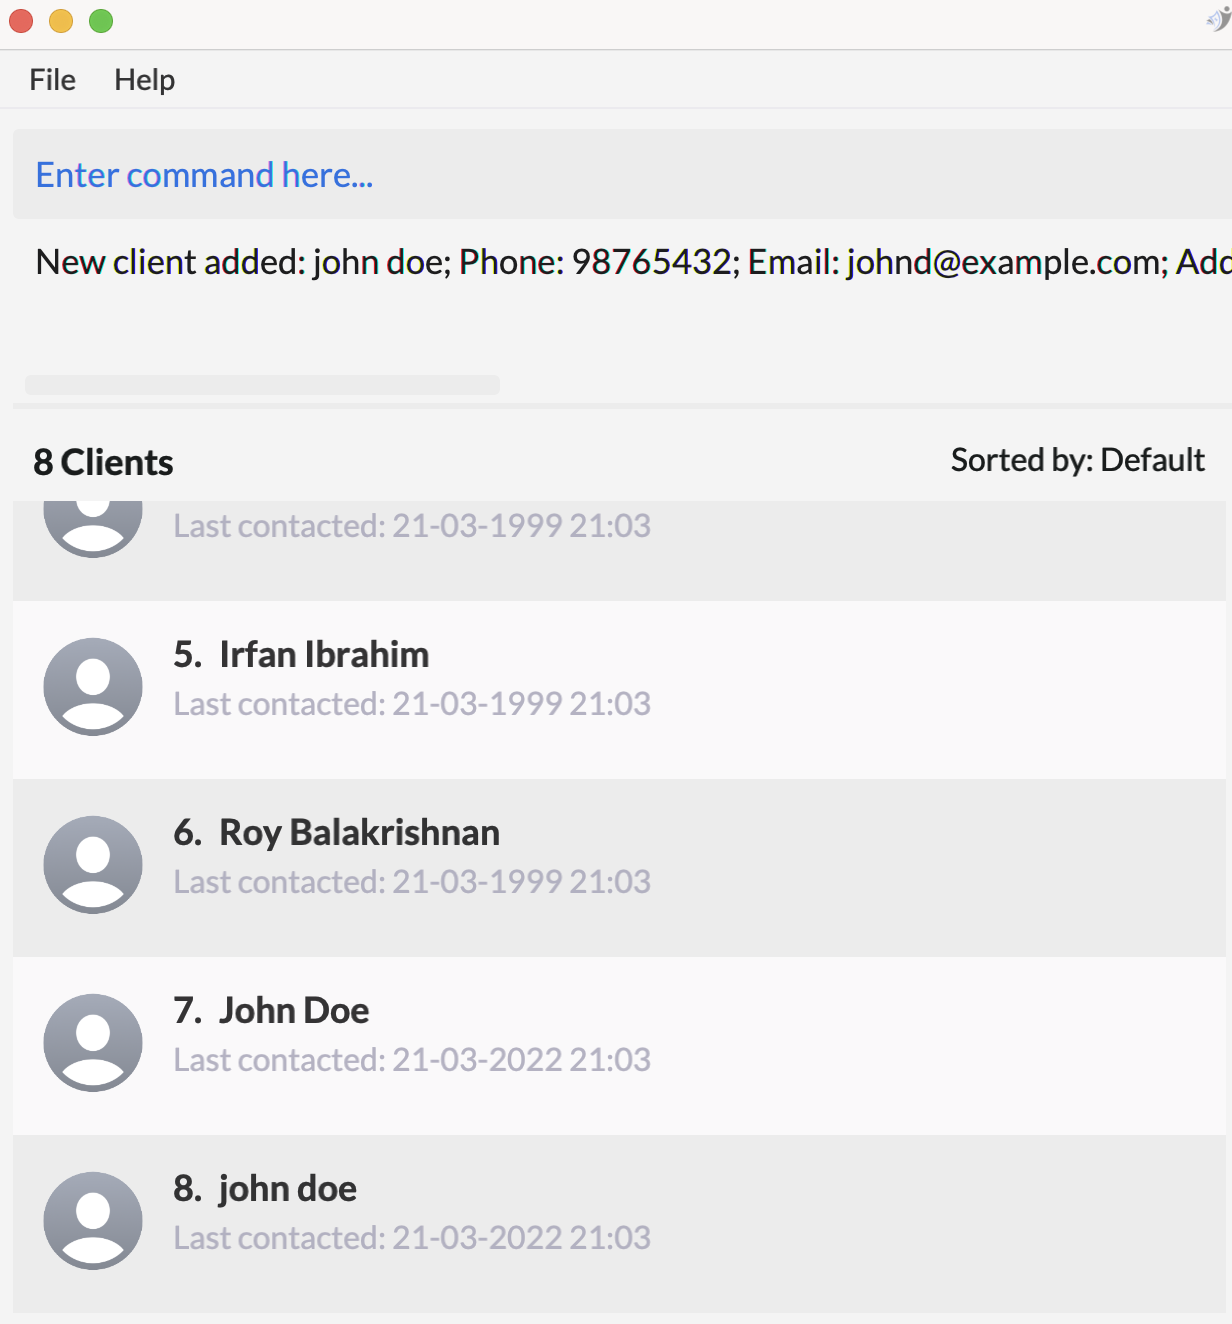 File Help
Enter command here...
New client added: john doe; Phone: 98765432; Email: johnd@example.com;
8 Clients
Sorted by: Default
Last contacted: 21-03-1999 21:03
5. Irfan Ibrahim
Last contacted: 21-03-1999 21:03
6. Roy Balakrishnan
Last contacted: 21-03-1999 21:03
7. John Doe
Last contacted: 21-03-2022 21:03
8. john doe
Last contacted: 21-03-2022 21:03